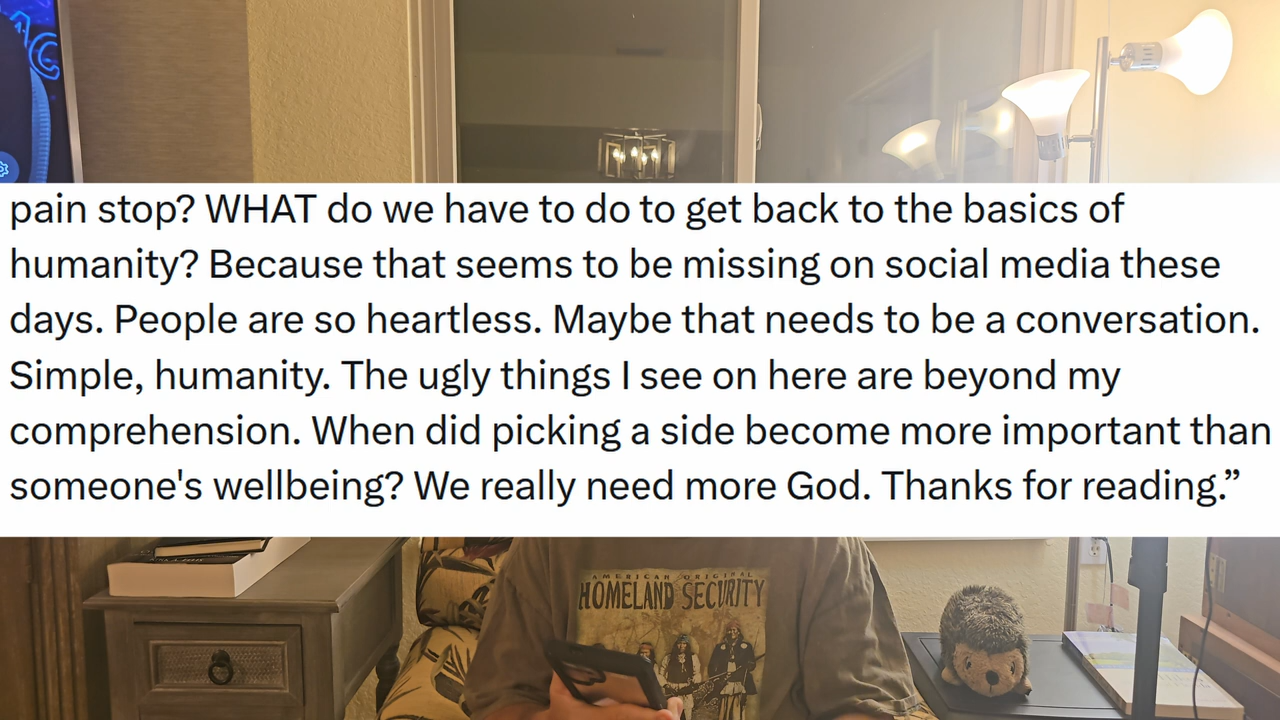 AC
pain stop? WHAT do we have to do to get back to the basics of
humanity? Because that seems to be missing on social media these
days. People are so heartless. Maybe that needs to be a conversation.
Simple, humanity. The ugly things I see on here are beyond my
comprehension. When did picking a side become more important than
someone's wellbeing? We really need more God. Thanks for reading.”
AMERICAN ORIGINAL
HOMELAND SECURITY